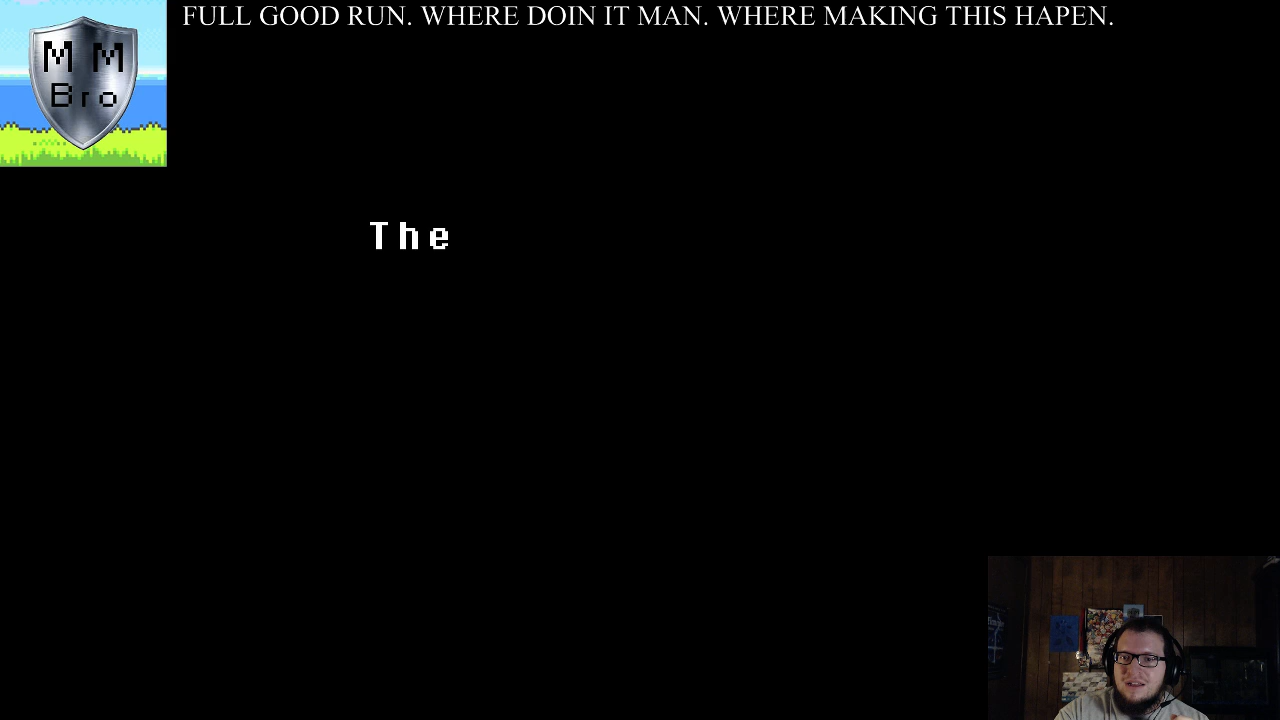 FULL GOOD RUN. WHERE DOIN IT MAN. WHERE MAKING THIS HAPEN.
M M
Bro
The